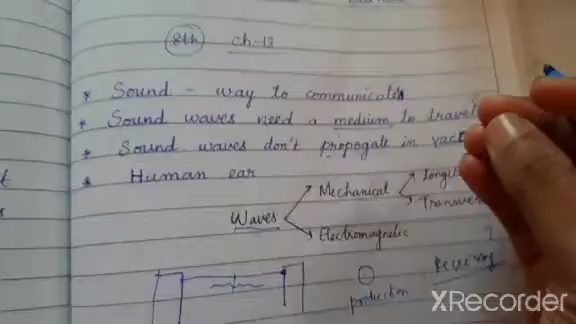 8th Ch-13
* Sound - way to communicate
* Sound waves need a medium to travel
* Sound waves don't propogate in
* Human ear
Mechanical
Waves
Electromagnetic
production
XRecorder